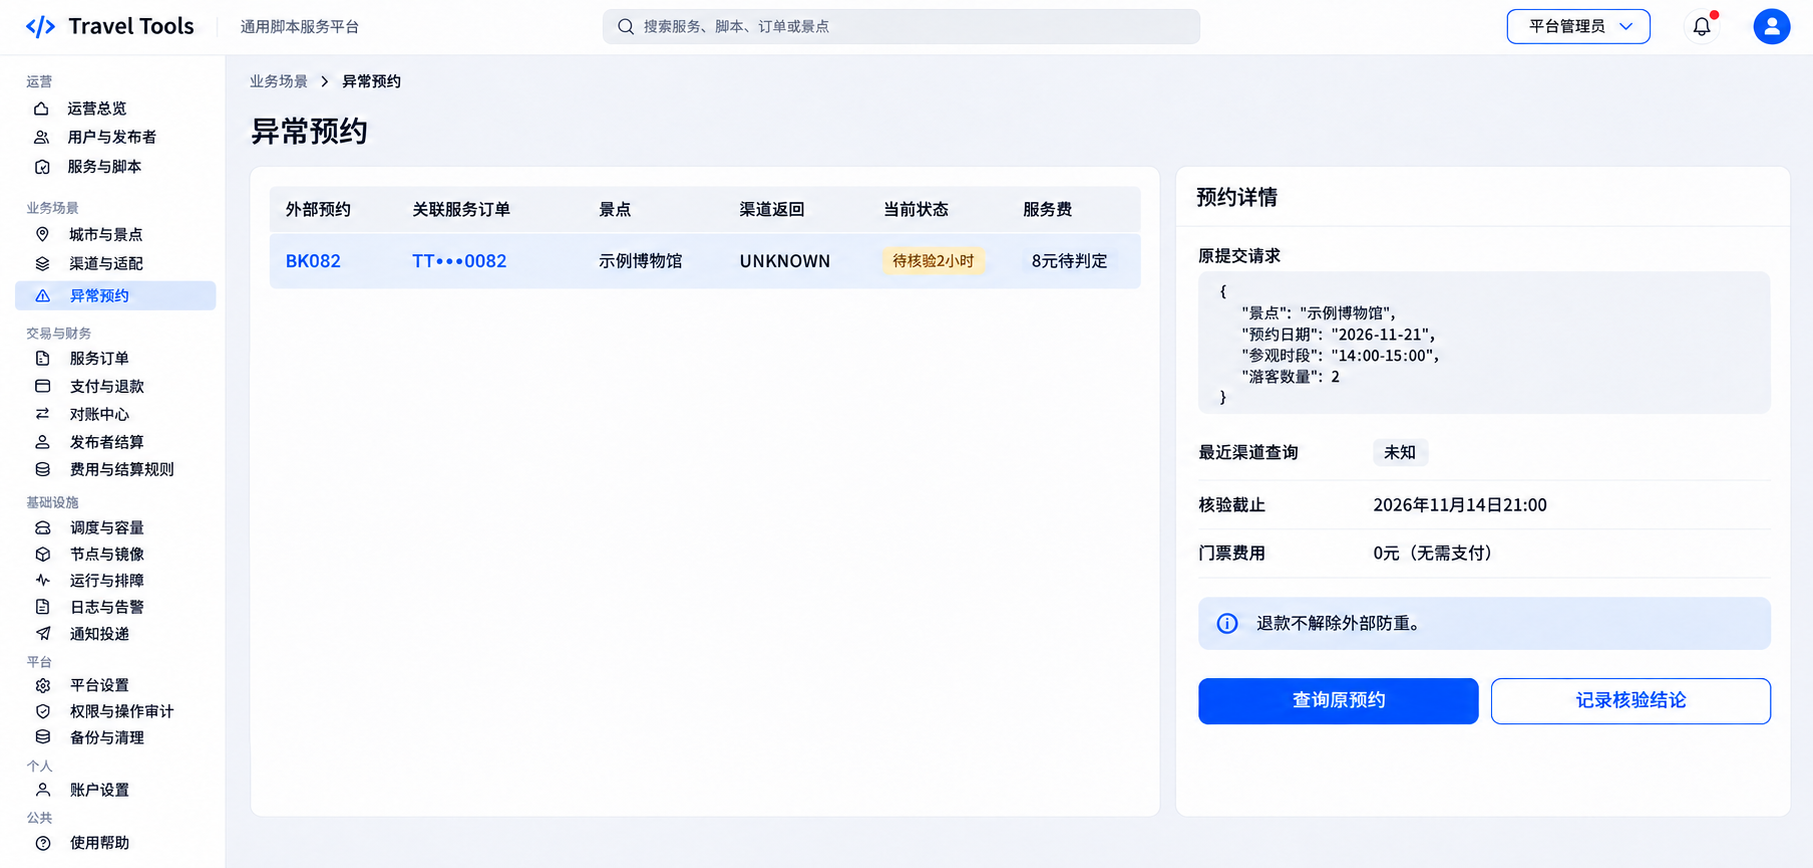 Travel Tools
通用脚本服务平台
搜索服务、脚本、订单或景点
平台管理员
运营
运营总览
用户与发布者
服务与脚本
业务场景
城市与景点
渠道与适配
异常预约
交易与财务
服务订单
支付与退款
对账中心
发布者结算
费用与结算规则
基础设施
调度与容量
节点与镜像
运行与排障
日志与告警
通知投递
平台
平台设置
权限与操作审计
备份与清理
个人
账户设置
公共
使用帮助
业务场景 > 异常预约
异常预约
外部预约 关联服务订单 景点 渠道返回 当前状态 服务费
BK082 TT•••0082 示例博物馆 UNKNOWN 待核验2小时 8元待判定
预约详情
原提交请求
{
"景点": "示例博物馆",
"预约日期": "2026-11-21",
"参观时段": "14:00-15:00",
"游客数量": 2
}
最近渠道查询 未知
核验截止 2026年11月14日21:00
门票费用 0元（无需支付）
退款不解除外部防重。
查询原预约
记录核验结论